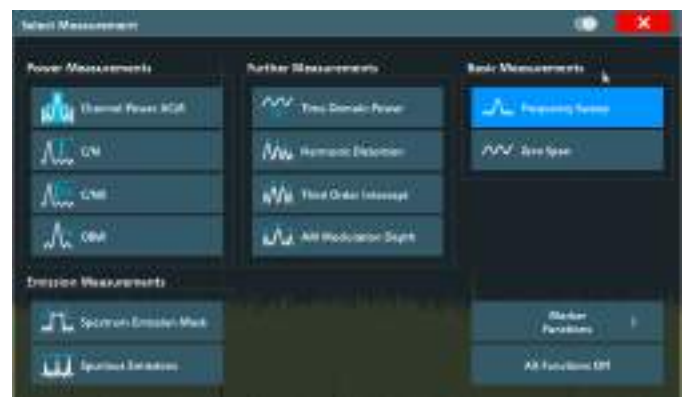 Select Measurement
Power Measurements
Channel Power ACLR
C/N
C/N0
OBW
Further Measurements
Time Domain Power
Harmonic Distortion
Third Order Intercept
AM Modulation Depth
Basic Measurements
Frequency Sweep
Zero Span
Emission Measurements
Spectrum Emission Mask
Spurious Emissions
Marker
Functions
All Functions Off